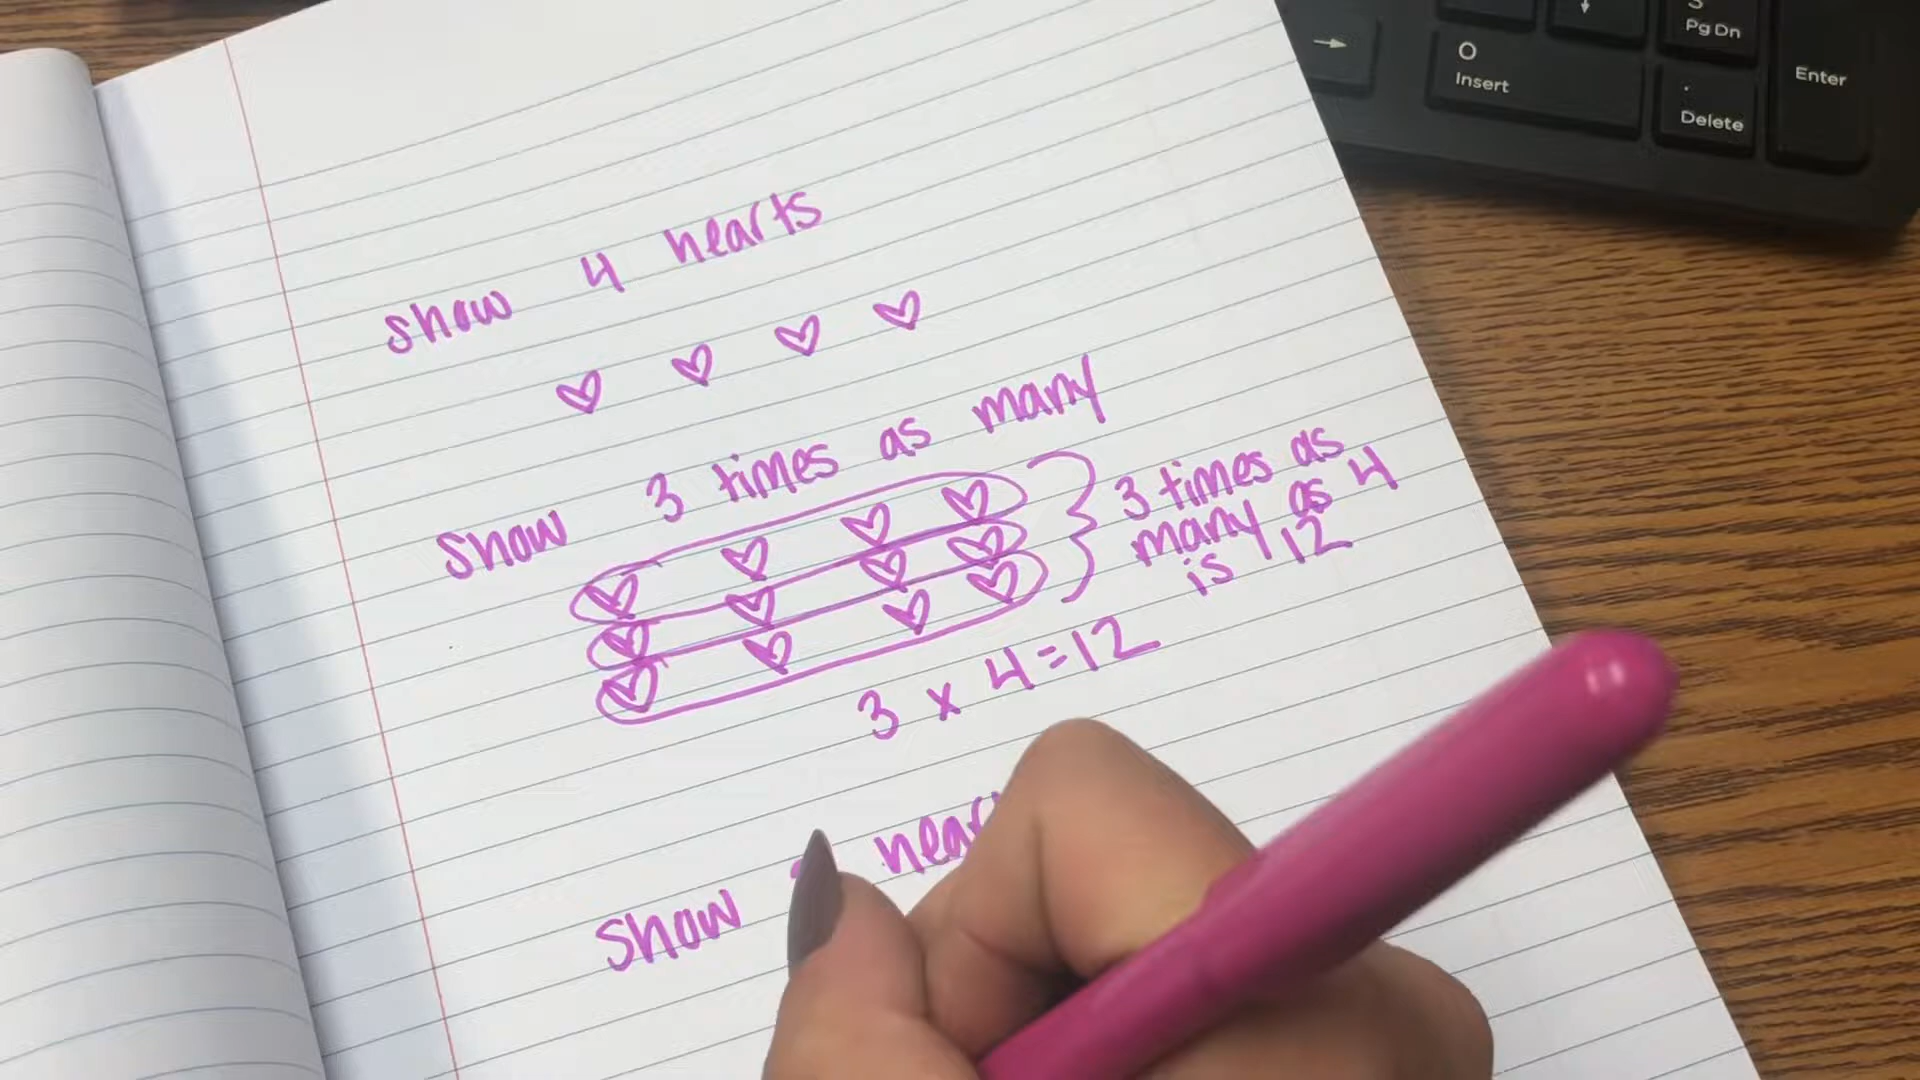 show 4 hearts
Show 3 times as many
3 times as
many as 4
is 12
3 x 4=12
Show
→
↓
Pg Dn
0
Insert
.
Delete
Enter